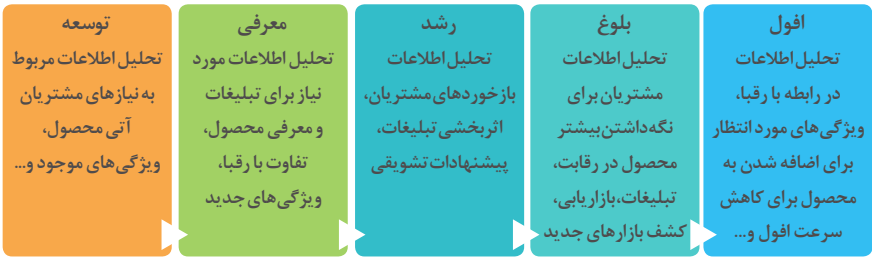 توسعه
تحلیل اطلاعات مربوط
به نیازهای مشتریان
آتی محصول،
ویژگی‌های موجود و...
معرفی
تحلیل اطلاعات مورد
نیاز برای تبلیغات
و معرفی محصول،
تفاوت با رقبا،
ویژگی‌های جدید
رشد
تحلیل اطلاعات
بازخوردهای مشتریان،
اثربخشی تبلیغات،
پیشنهادات تشویقی
بلوغ
تحلیل اطلاعات
مشتریان برای
نگه‌داشتن بیشتر
محصول در رقابت،
تبلیغات، بازاریابی،
کشف بازارهای جدید
افول
تحلیل اطلاعات
در رابطه با رقبا،
ویژگی‌های مورد انتظار
برای اضافه شدن به
محصول برای کاهش
سرعت افول و...